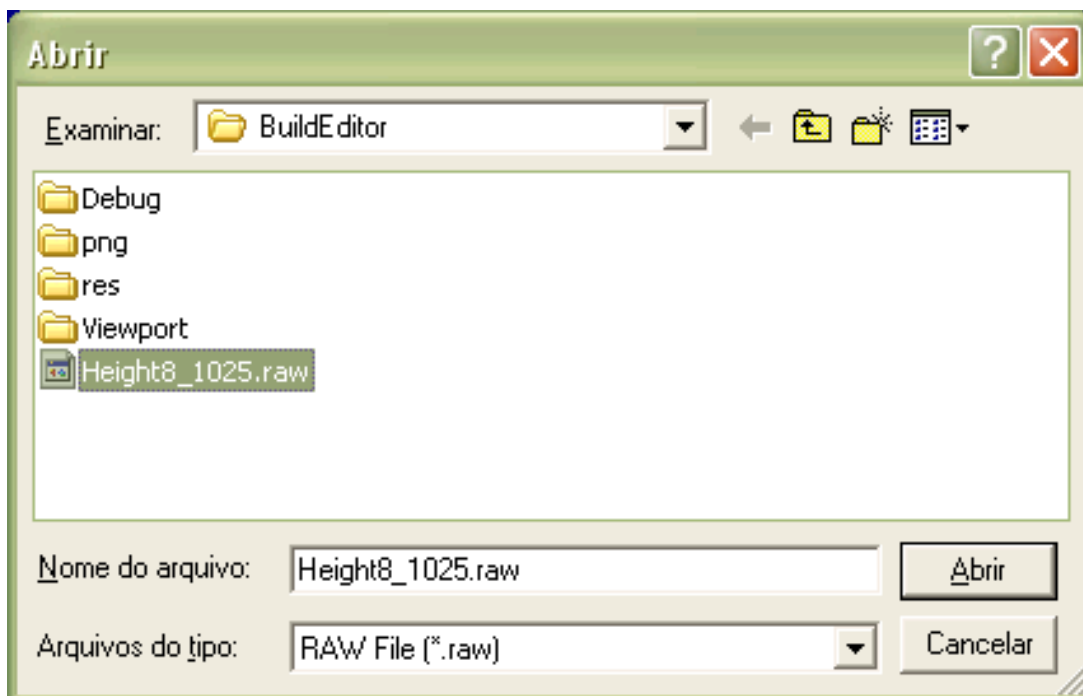 Abrir
Examinar: BuildEditor
Debug
png
res
Viewport
Height8_1025.raw
Nome do arquivo: Height8_1025.raw Abrir
Arquivos do tipo: RAW File (*.raw) Cancelar